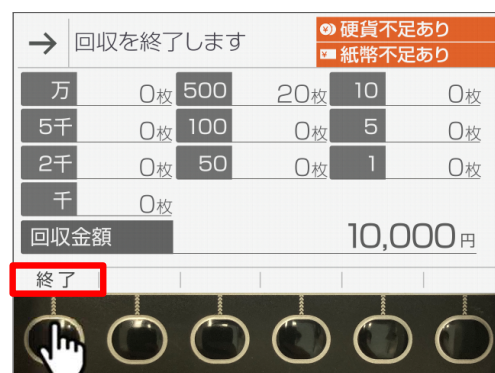 → 回収を終了します
硬貨不足あり
紙幣不足あり
万 0枚 500 20枚 10 0枚
5千 0枚 100 0枚 5 0枚
2千 0枚 50 0枚 1 0枚
千 0枚
回収金額 10,000円
終了